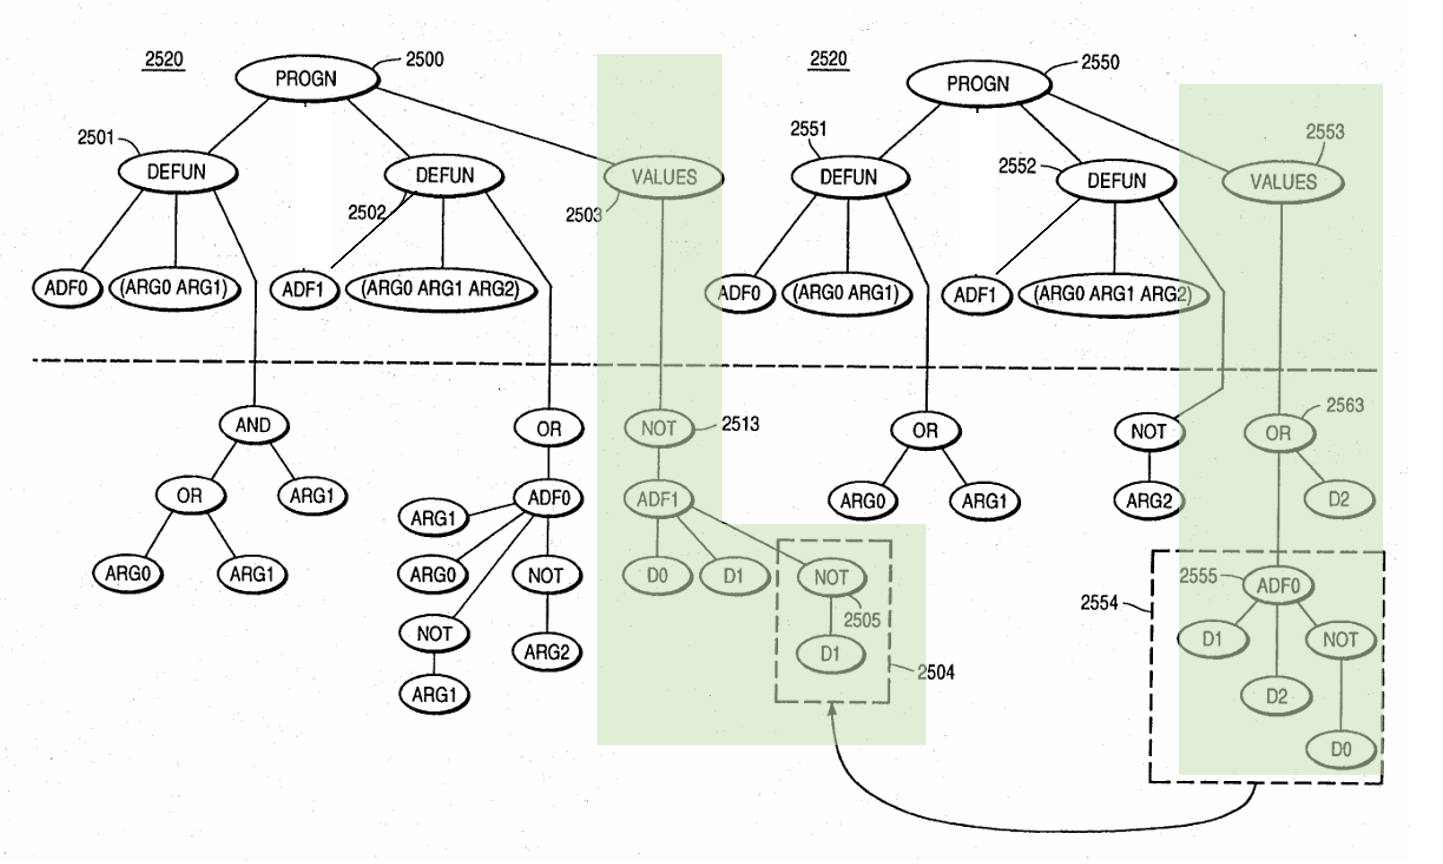 2520
PROGN
2500
2520
PROGN
2550
2501
DEFUN
DEFUN
2502
VALUES
2503
2551
DEFUN
2552
DEFUN
2553
VALUES
ADF0
(ARG0 ARG1)
ADF1
(ARG0 ARG1 ARG2)
ADF0
(ARG0 ARG1)
ADF1
(ARG0 ARG1 ARG2)
AND
OR
NOT
2513
OR
NOT
OR
2563
OR
ARG1
ARG1
ADF0
ADF1
ARG0
ARG1
ARG2
D2
ARG0
ARG1
ARG0
NOT
D0
D1
NOT
2505
2555
ADF0
2554
NOT
ARG2
D1
2504
D1
NOT
ARG1
D2
D0